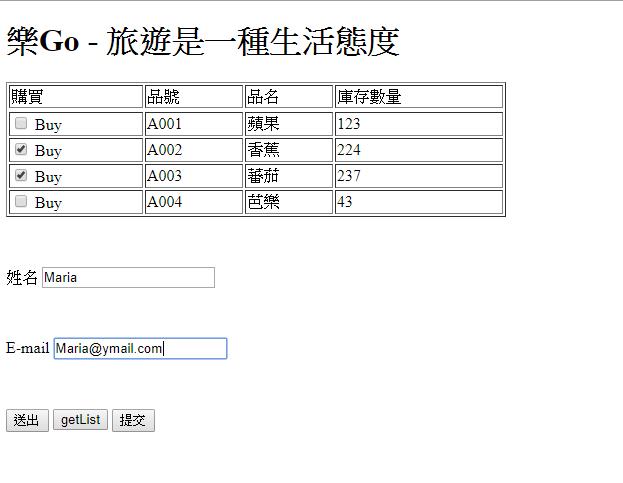 樂Go - 旅遊是一種生活態度
購買 品號 品名 庫存數量
Buy A001 蘋果 123
Buy A002 香蕉 224
Buy A003 蕃茄 237
Buy A004 芭樂 43
姓名 Maria
E-mail Maria@ymail.com
送出 getList 提交